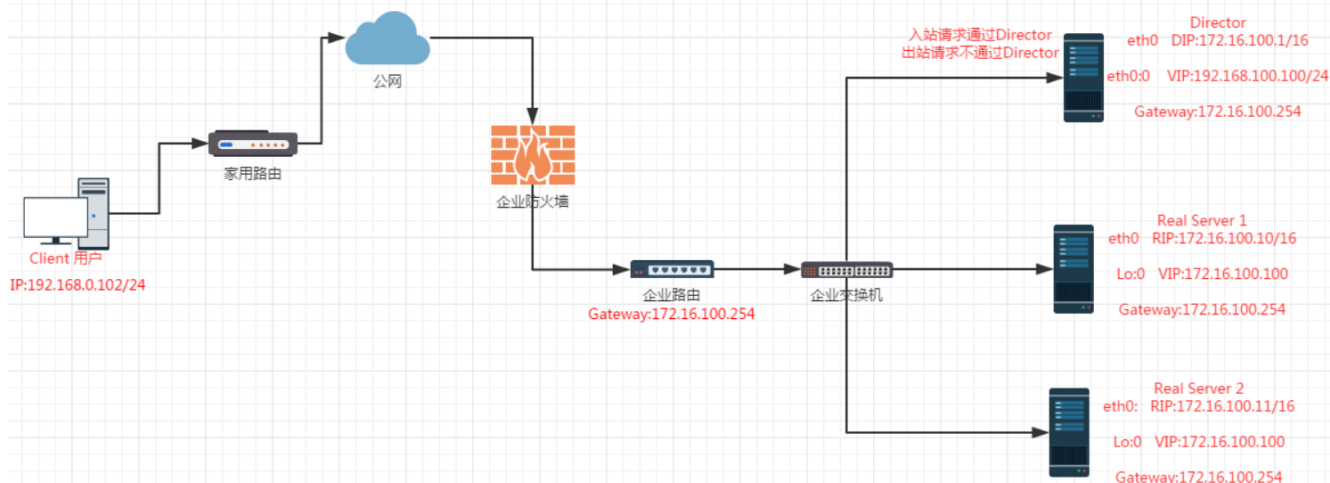 公网
家用路由
Client 用户
IP:192.168.0.102/24
企业防火墙
企业路由
Gateway:172.16.100.254
企业交换机
入站请求通过Director
出站请求不通过Director
Director
eth0 DIP:172.16.100.1/16
eth0:0 VIP:192.168.100.100/24
Gateway:172.16.100.254
Real Server 1
eth0 RIP:172.16.100.10/16
Lo:0 VIP:172.16.100.100
Gateway:172.16.100.254
Real Server 2
eth0: RIP:172.16.100.11/16
Lo:0 VIP:172.16.100.100
Gateway:172.16.100.254